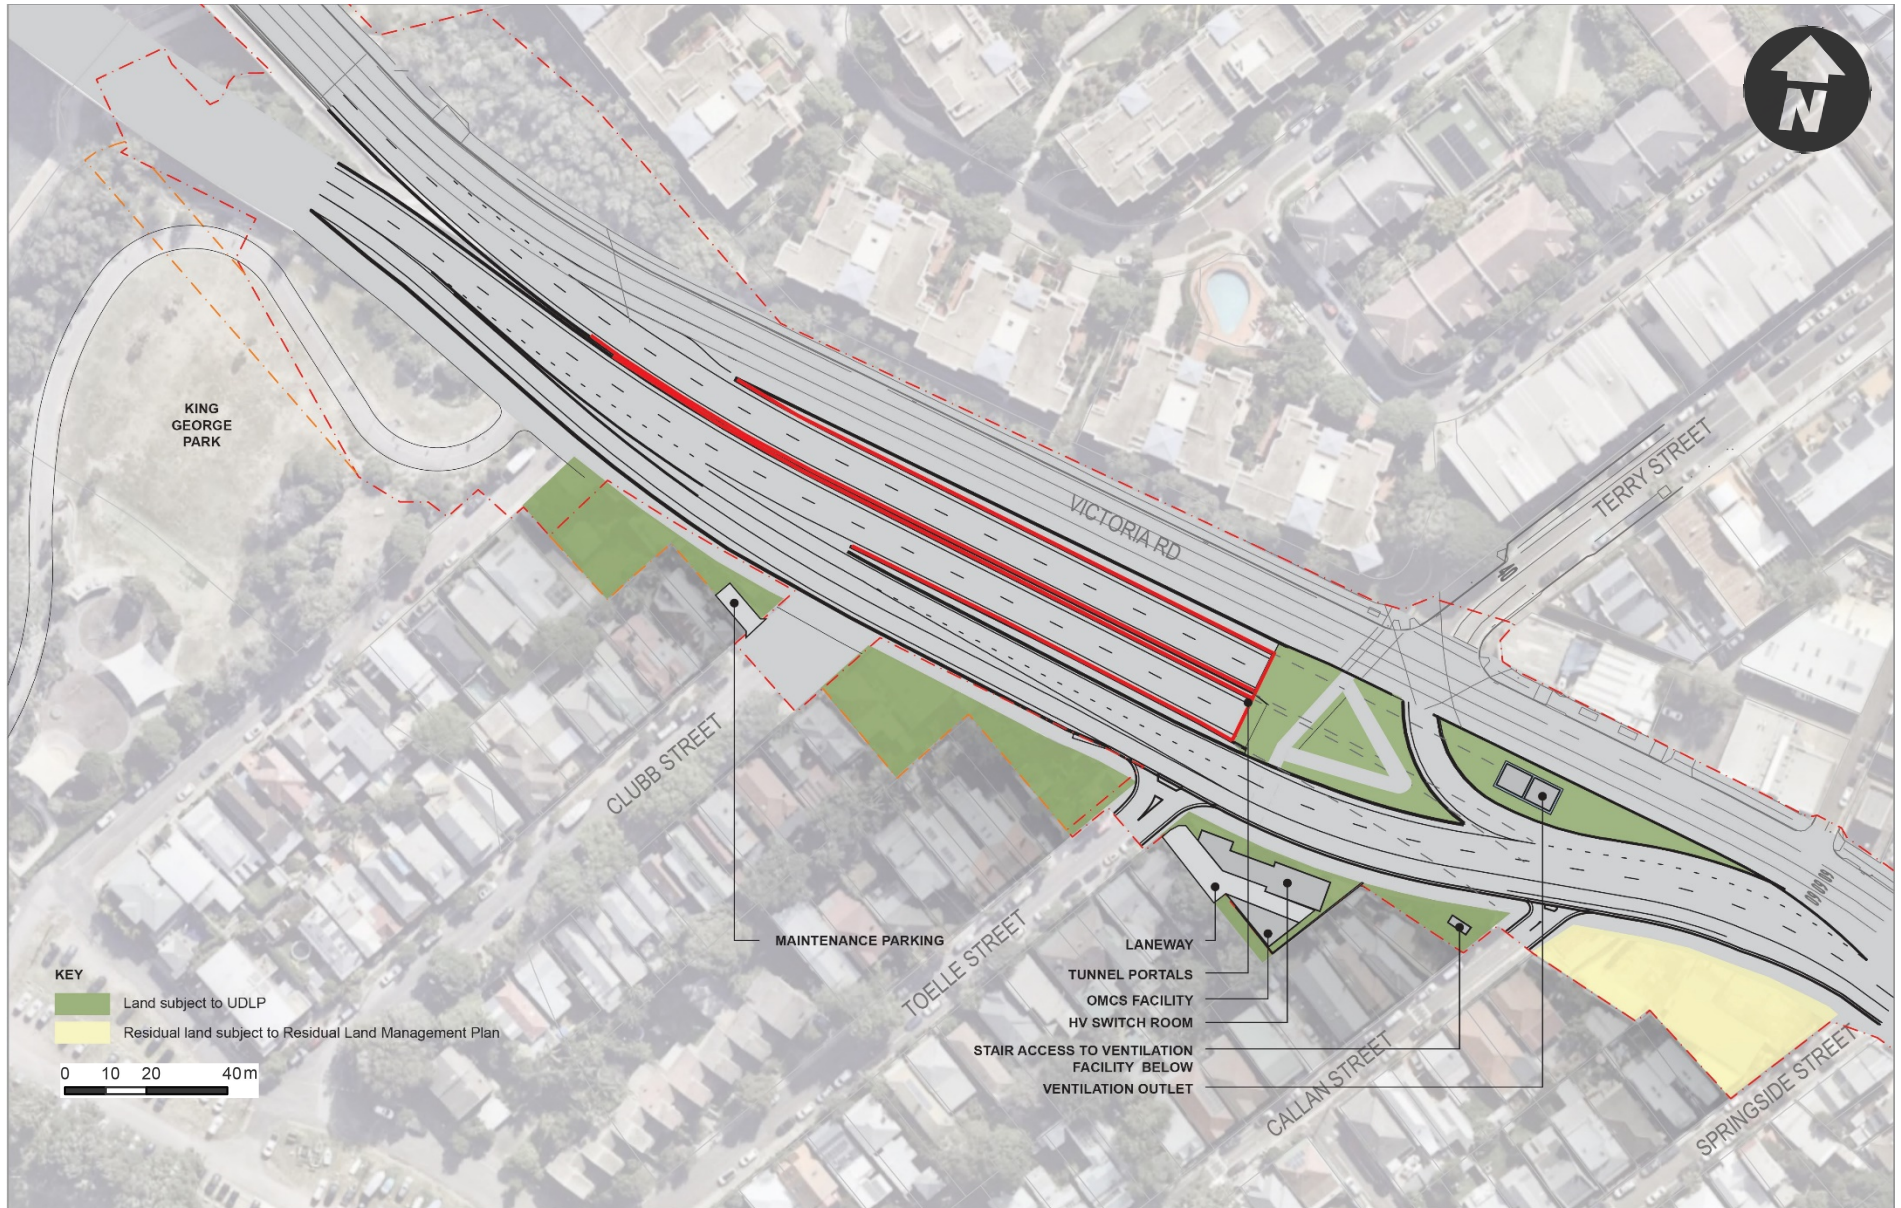 N
KING
GEORGE
PARK
VICTORIA RD
TERRY STREET
40
CLUBB STREET
TOELLE STREET
CALLAN STREET
SPRINGSIDE STREET
MAINTENANCE PARKING
LANEWAY
TUNNEL PORTALS
OMCS FACILITY
HV SWITCH ROOM
STAIR ACCESS TO VENTILATION
FACILITY BELOW
VENTILATION OUTLET
KEY
Land subject to UDLP
Residual land subject to Residual Land Management Plan
0 10 20 40m